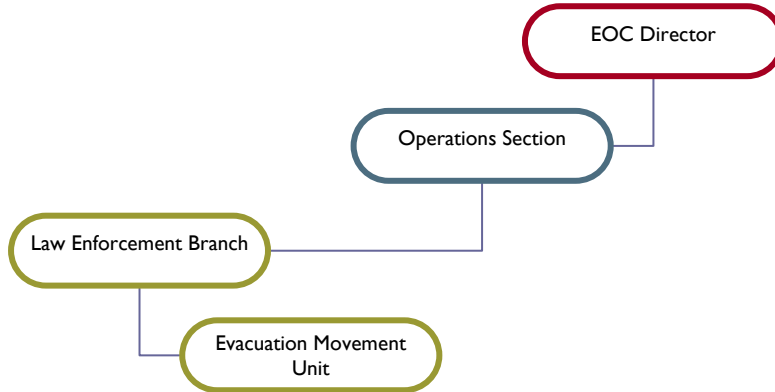 EOC Director
Operations Section
Law Enforcement Branch
Evacuation Movement
Unit